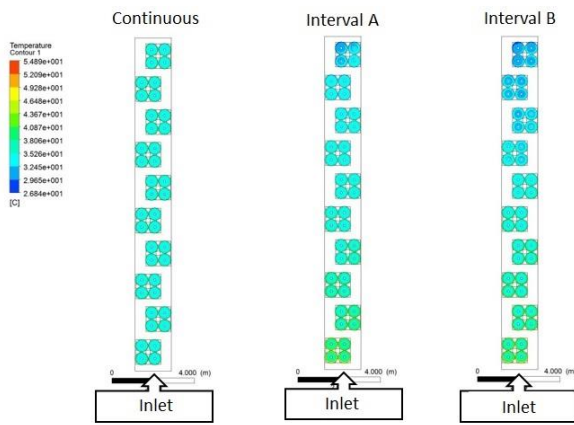 Continuous
Interval A
Interval B
Temperature
Contour 1
5.489e+001
5.209e+001
4.928e+001
4.648e+001
4.367e+001
4.087e+001
3.806e+001
3.526e+001
3.245e+001
2.965e+001
2.684e+001
[C]
0 4.000 (m)
0 4.000 (m)
0 4.000 (m)
Inlet
Inlet
Inlet